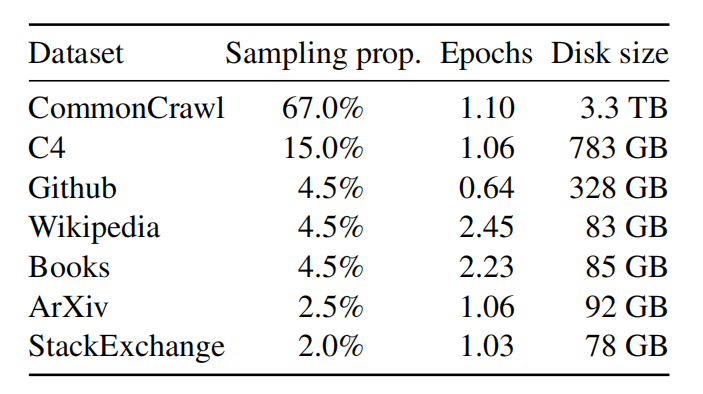 Dataset Sampling prop. Epochs Disk size
CommonCrawl 67.0% 1.10 3.3 TB
C4 15.0% 1.06 783 GB
Github 4.5% 0.64 328 GB
Wikipedia 4.5% 2.45 83 GB
Books 4.5% 2.23 85 GB
ArXiv 2.5% 1.06 92 GB
StackExchange 2.0% 1.03 78 GB